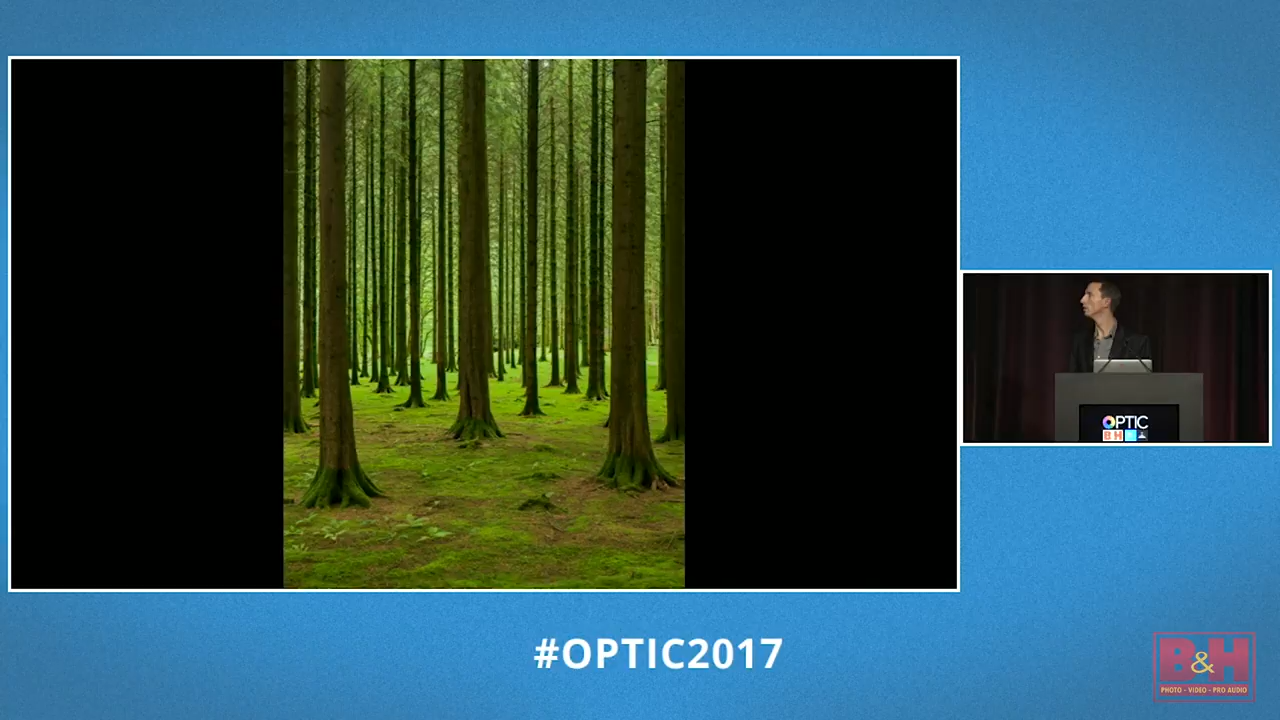 OPTIC
B H
#OPTIC2017
B&H
PHOTO - VIDEO - PRO AUDIO